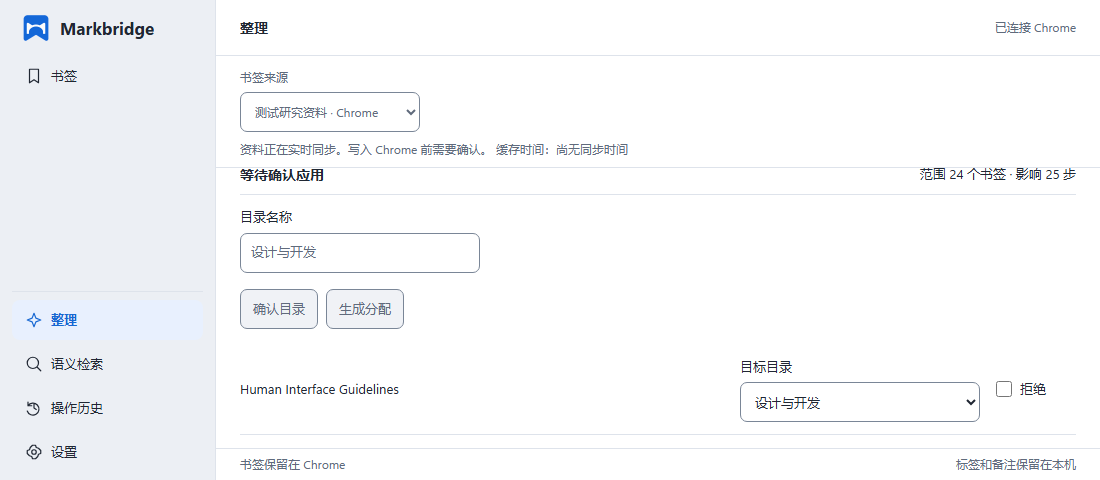 Markbridge
书签
整理
语义检索
操作历史
设置
整理
已连接 Chrome
书签来源
测试研究资料 · Chrome
资料正在实时同步。写入 Chrome 前需要确认。 缓存时间：尚无同步时间
等待确认应用
范围 24 个书签 · 影响 25 步
目录名称
设计与开发
确认目录
生成分配
Human Interface Guidelines
目标目录
设计与开发
拒绝
书签保留在 Chrome
标签和备注保留在本机